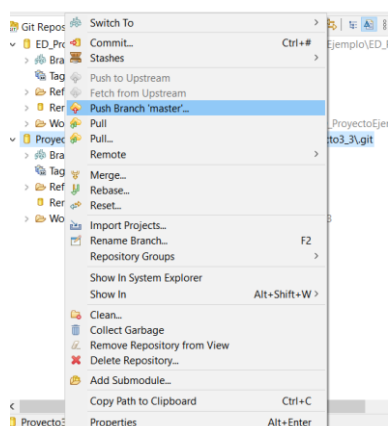 Git Repos
Switch To
ED_Pro
Commit... Ctrl+#
Ejemplo\ED_
Bra
Stashes
Tag
Push to Upstream
Ref
Fetch from Upstream
Rer
Push Branch 'master'...
Wo
Pull
_ProyectoEjer
Proyec
Pull...
cto3_3\.git
Bra
Remote
Tag
Merge...
Ref
Rebase...
Rer
Reset...
Wo
3
Import Projects...
Rename Branch... F2
Repository Groups
Show In System Explorer
Show In Alt+Shift+W
Clean...
Collect Garbage
Remove Repository from View
Delete Repository...
Add Submodule...
Copy Path to Clipboard Ctrl+C
Proyecto3
Properties Alt+Enter